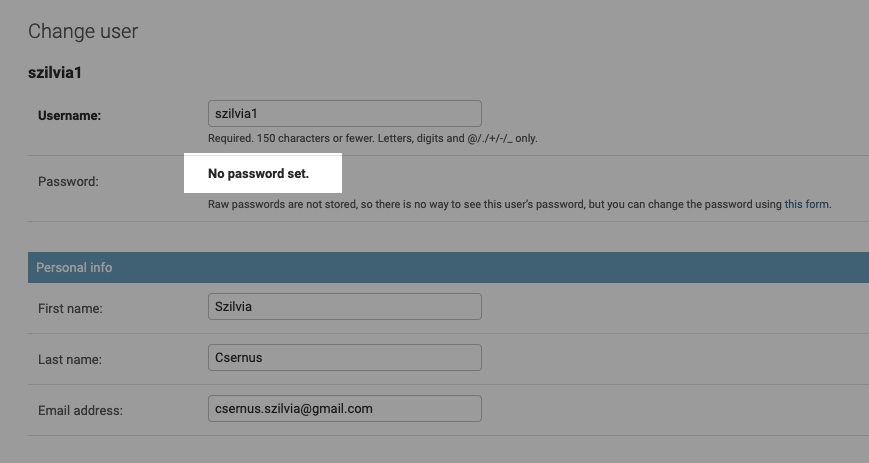 Change user
szilvia1
Username:
szilvia1
Required. 150 characters or fewer. Letters, digits and @/./+/-/_ only.
Password:
No password set.
Raw passwords are not stored, so there is no way to see this user's password, but you can change the password using this form.
Personal info
First name:
Szilvia
Last name:
Csernus
Email address:
csernus.szilvia@gmail.com